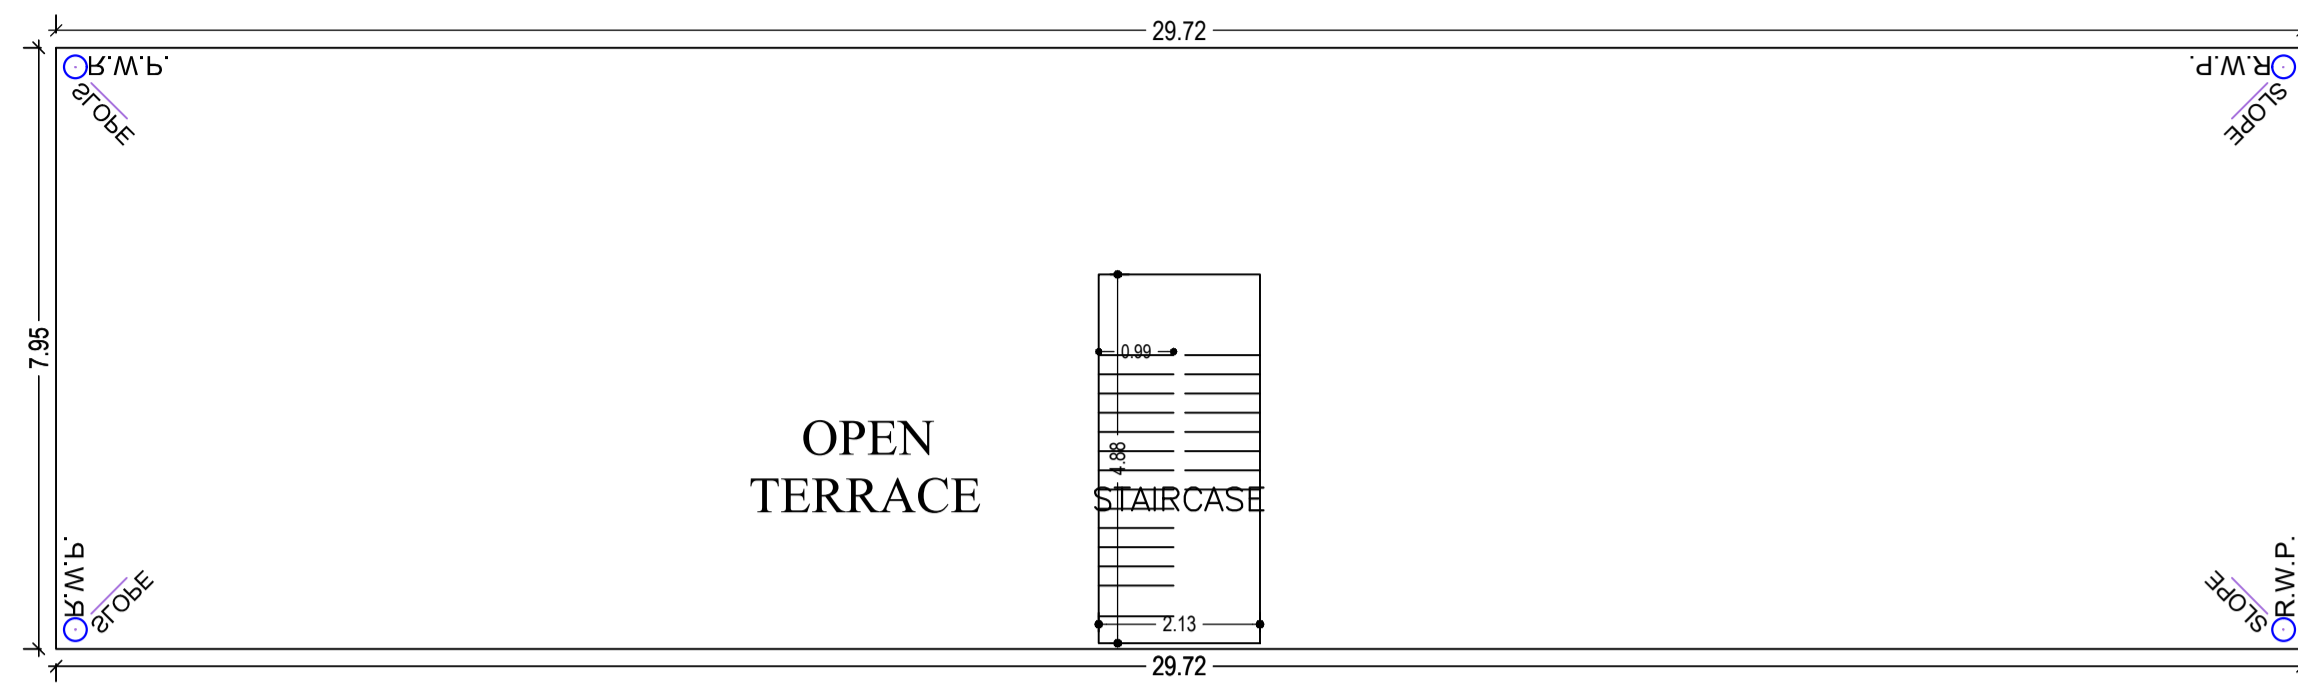 29.72
R.W.P.
R.W.P.
SLOPE
SLOPE
7.95
0.99
OPEN
TERRACE
4.88
STAIRCASE
R.W.P.
SLOPE
SLOPE
R.W.P.
2.13
29.72